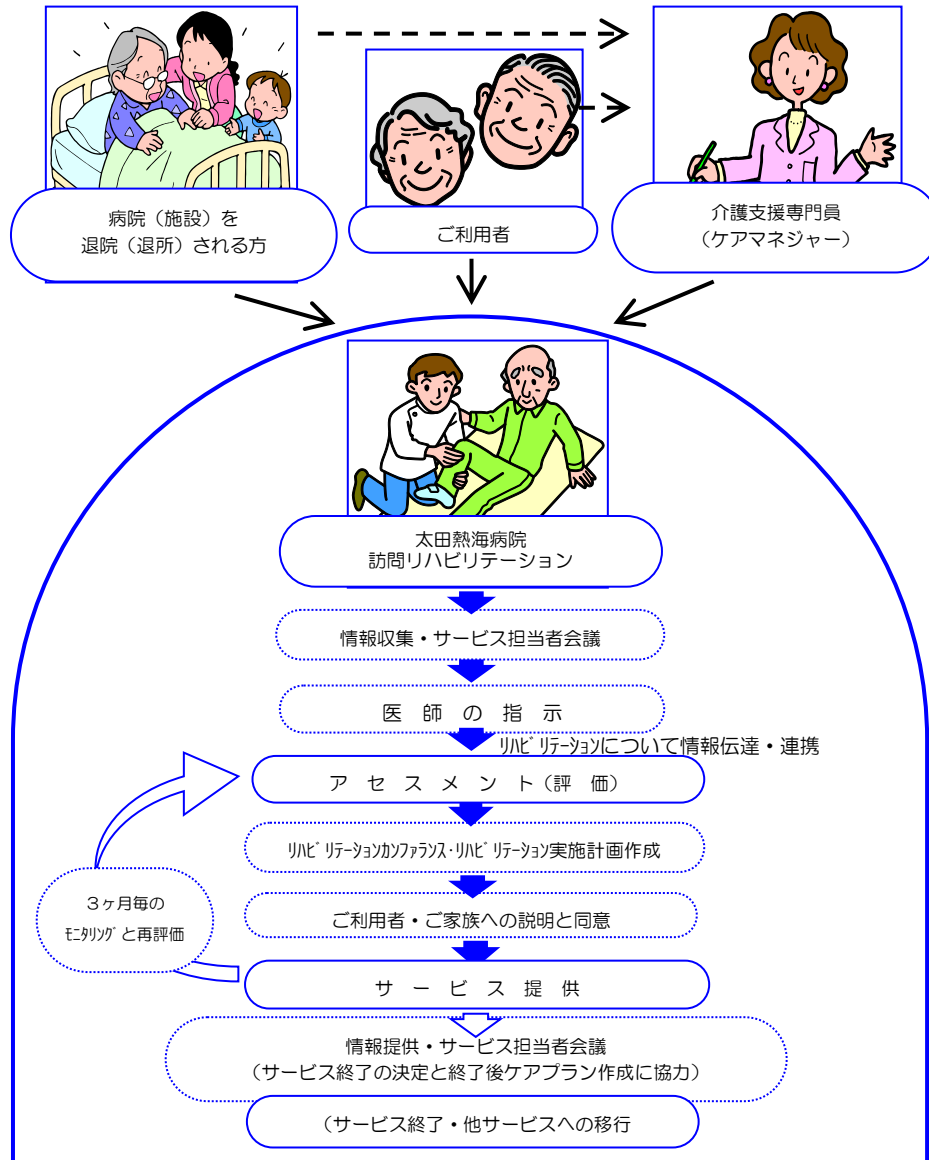 病院（施設）を
退院（退所）される方
ご利用者
介護支援専門員
（ケアマネジャー）
太田熱海病院
訪問リハビリテーション
情報収集・サービス担当者会議
医　師　の　指　示
ﾘﾊﾋﾞﾘﾃｰｼｮﾝについて情報伝達・連携
ア　セ　ス　メ　ン　ト（評　価）
ﾘﾊﾋﾞﾘﾃｰｼｮﾝｶﾝﾌｧﾗﾝｽ･ﾘﾊﾋﾞﾘﾃｰｼｮﾝ実施計画作成
３ヶ月毎の
ﾓﾆﾀﾘﾝｸﾞと再評価
ご利用者・ご家族への説明と同意
サ　ー　ビ　ス　提　供
情報提供・サービス担当者会議
（サービス終了の決定と終了後ケアプラン作成に協力）
（サービス終了・他サービスへの移行